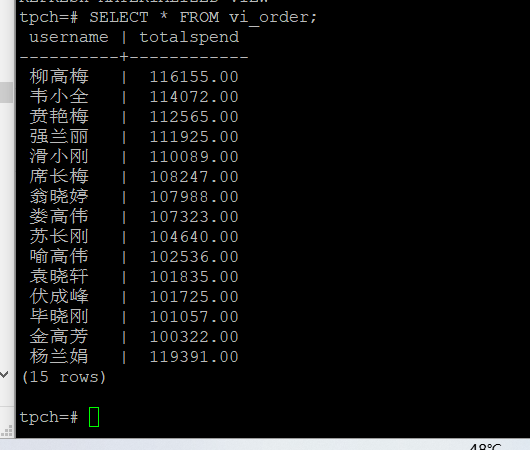 REFRESH MATERIALIZED VIEW
tpch=# SELECT * FROM vi_order;
 username | totalspend
----------+------------
 柳高梅   |  116155.00
 韦小全   |  114072.00
 贲艳梅   |  112565.00
 强兰丽   |  111925.00
 滑小刚   |  110089.00
 席长梅   |  108247.00
 翁晓婷   |  107988.00
 娄高伟   |  107323.00
 苏长刚   |  104640.00
 喻高伟   |  102536.00
 袁晓轩   |  101835.00
 伏成峰   |  101725.00
 毕晓刚   |  101057.00
 金高芳   |  100322.00
 杨兰娟   |  119391.00
(15 rows)
tpch=#
48°C